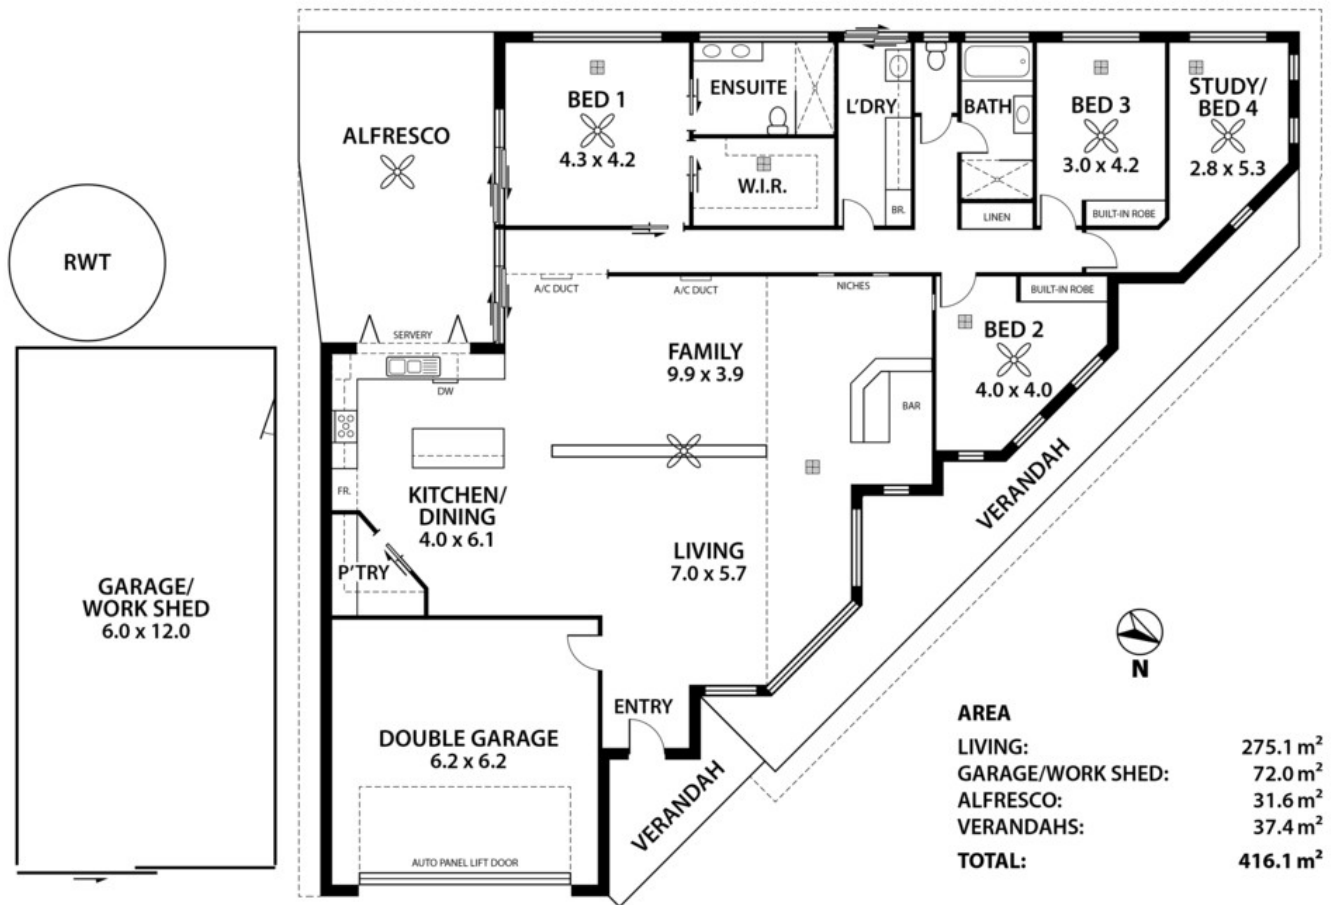 ALFRESCO
RWT
BED 1
4.3 x 4.2
ENSUITE
W.I.R.
L'DRY
BR.
BATH
LINEN
BED 3
3.0 x 4.2
BUILT-IN ROBE
STUDY/
BED 4
2.8 x 5.3
A/C DUCT
A/C DUCT
NICHES
BUILT-IN ROBE
BED 2
4.0 x 4.0
SERVERY
DW
FAMILY
9.9 x 3.9
BAR
VERANDAH
FR.
KITCHEN/
DINING
4.0 x 6.1
P'TRY
LIVING
7.0 x 5.7
GARAGE/
WORK SHED
6.0 x 12.0
ENTRY
DOUBLE GARAGE
6.2 x 6.2
AUTO PANEL LIFT DOOR
VERANDAH
N
AREA
LIVING: 275.1 m²
GARAGE/WORK SHED: 72.0 m²
ALFRESCO: 31.6 m²
VERANDAHS: 37.4 m²
TOTAL: 416.1 m²